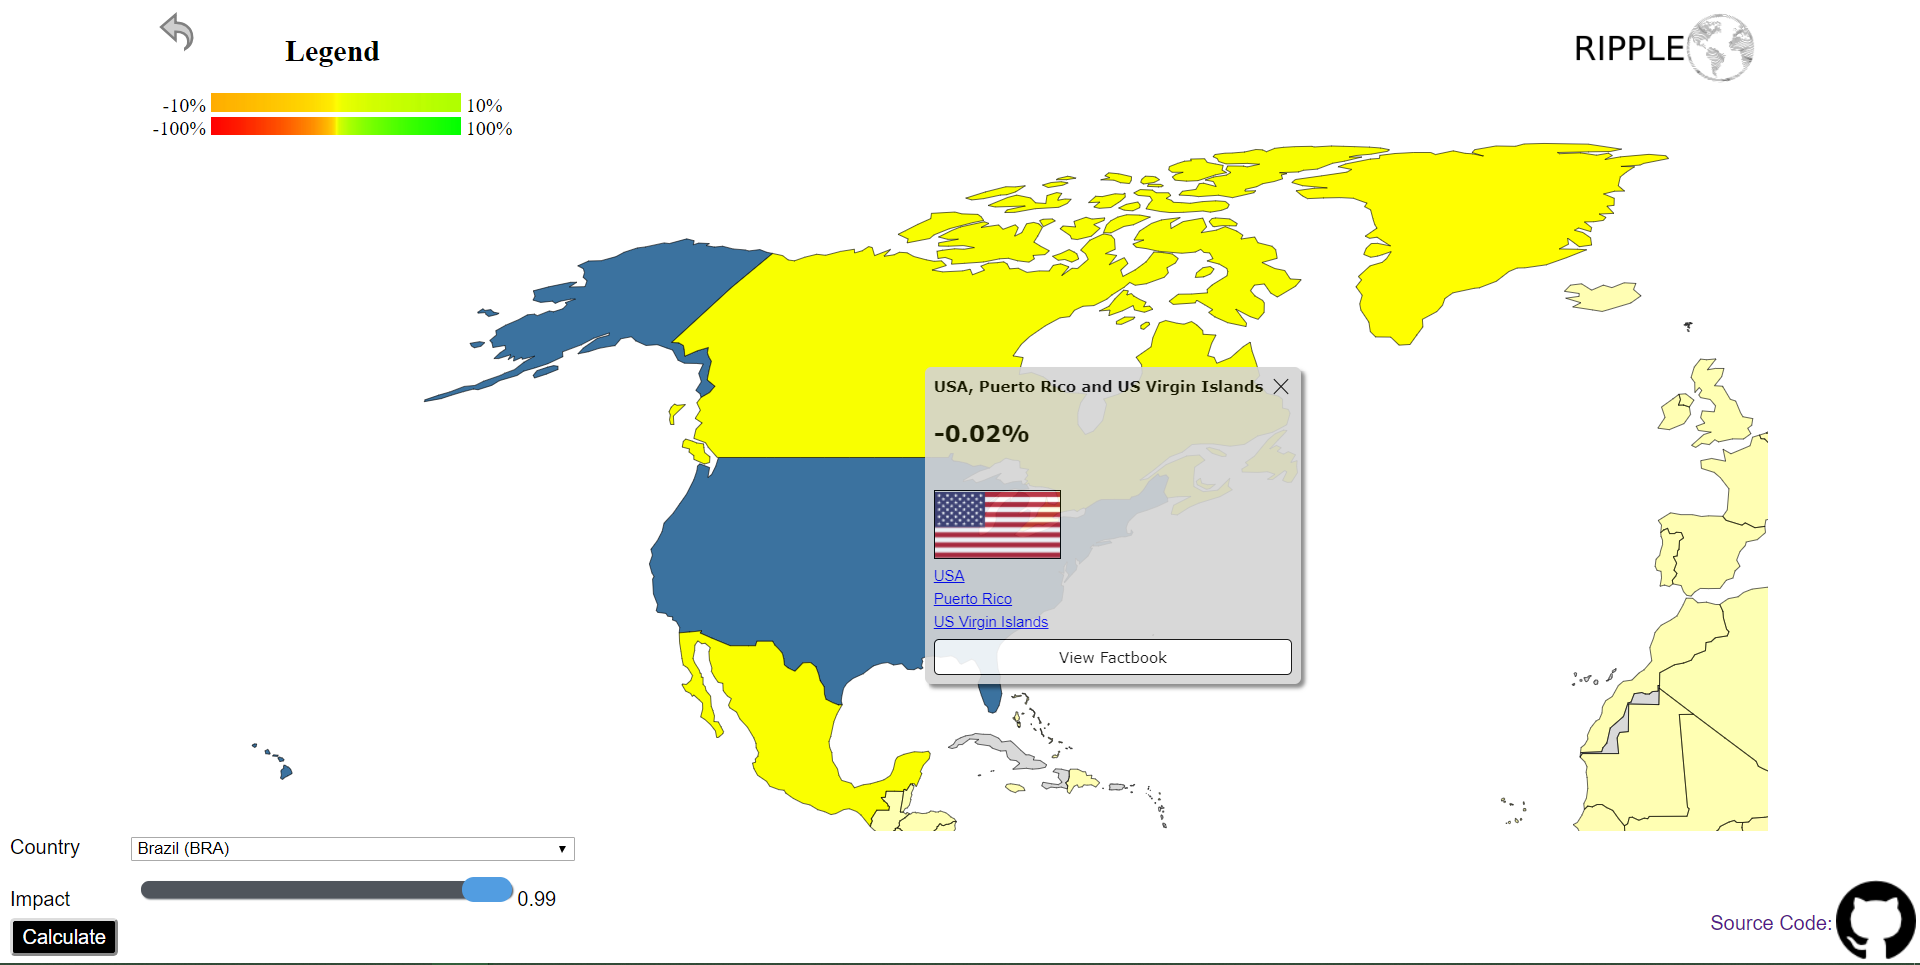 Legend
RIPPLE
-10% 10%
-100% 100%
USA, Puerto Rico and US Virgin Islands
-0.02%
USA
Puerto Rico
US Virgin Islands
View Factbook
Country Brazil (BRA)
Impact 0.99
Calculate
Source Code: